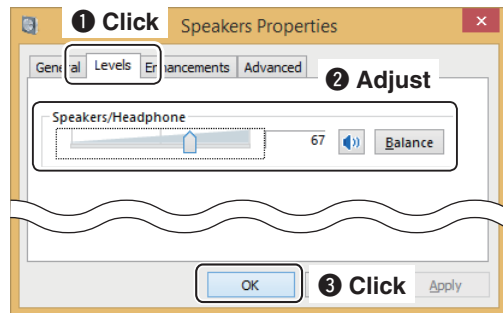 ❶ Click
Speakers Properties
General Levels Enhancements Advanced
❷ Adjust
Speakers/Headphone
67 Balance
OK ❸ Click Apply